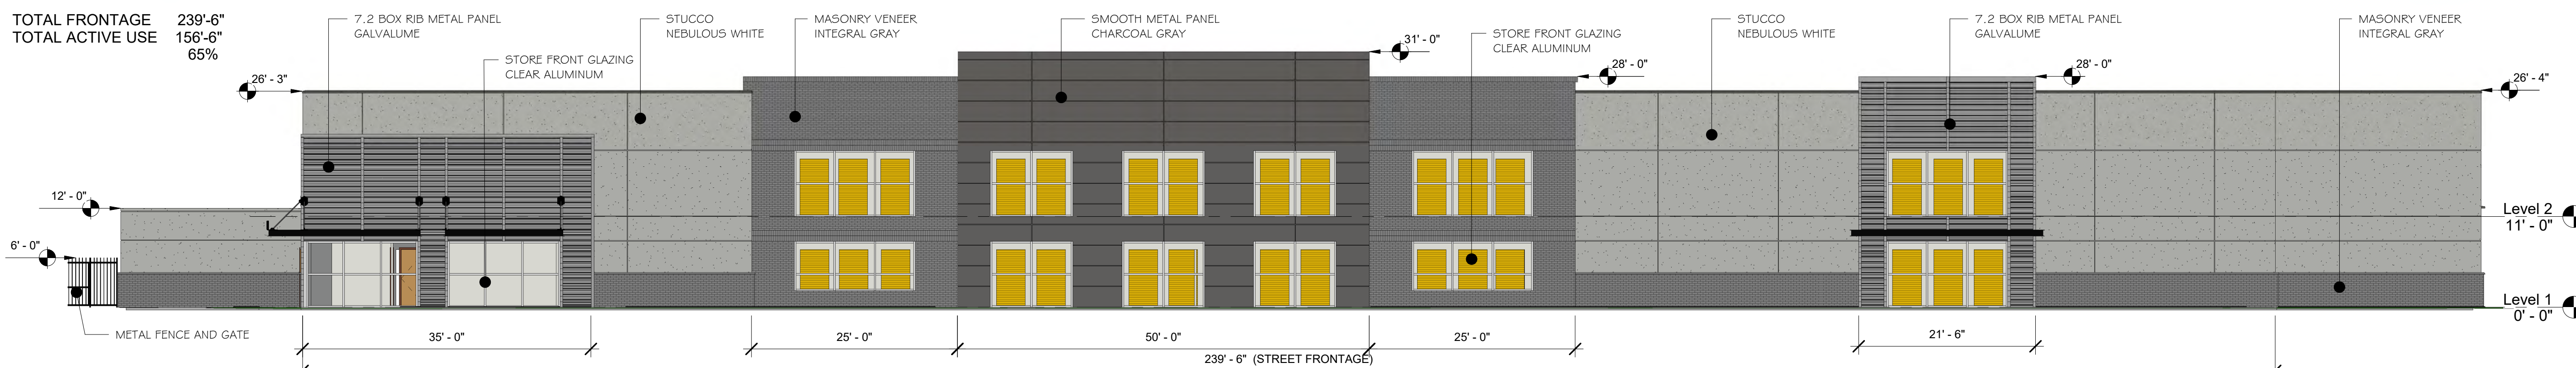 TOTAL FRONTAGE 239'-6"
TOTAL ACTIVE USE 156'-6"
65%
7.2 BOX RIB METAL PANEL
GALVALUME
STORE FRONT GLAZING
CLEAR ALUMINUM
STUCCO
NEBULOUS WHITE
MASONRY VENEER
INTEGRAL GRAY
SMOOTH METAL PANEL
CHARCOAL GRAY
31' - 0"
STORE FRONT GLAZING
CLEAR ALUMINUM
28' - 0"
STUCCO
NEBULOUS WHITE
7.2 BOX RIB METAL PANEL
GALVALUME
28' - 0"
MASONRY VENEER
INTEGRAL GRAY
26' - 4"
26' - 3"
12' - 0"
6' - 0"
Level 2
11' - 0"
Level 1
0' - 0"
METAL FENCE AND GATE
35' - 0"
25' - 0"
50' - 0"
25' - 0"
21' - 6"
239' - 6" (STREET FRONTAGE)